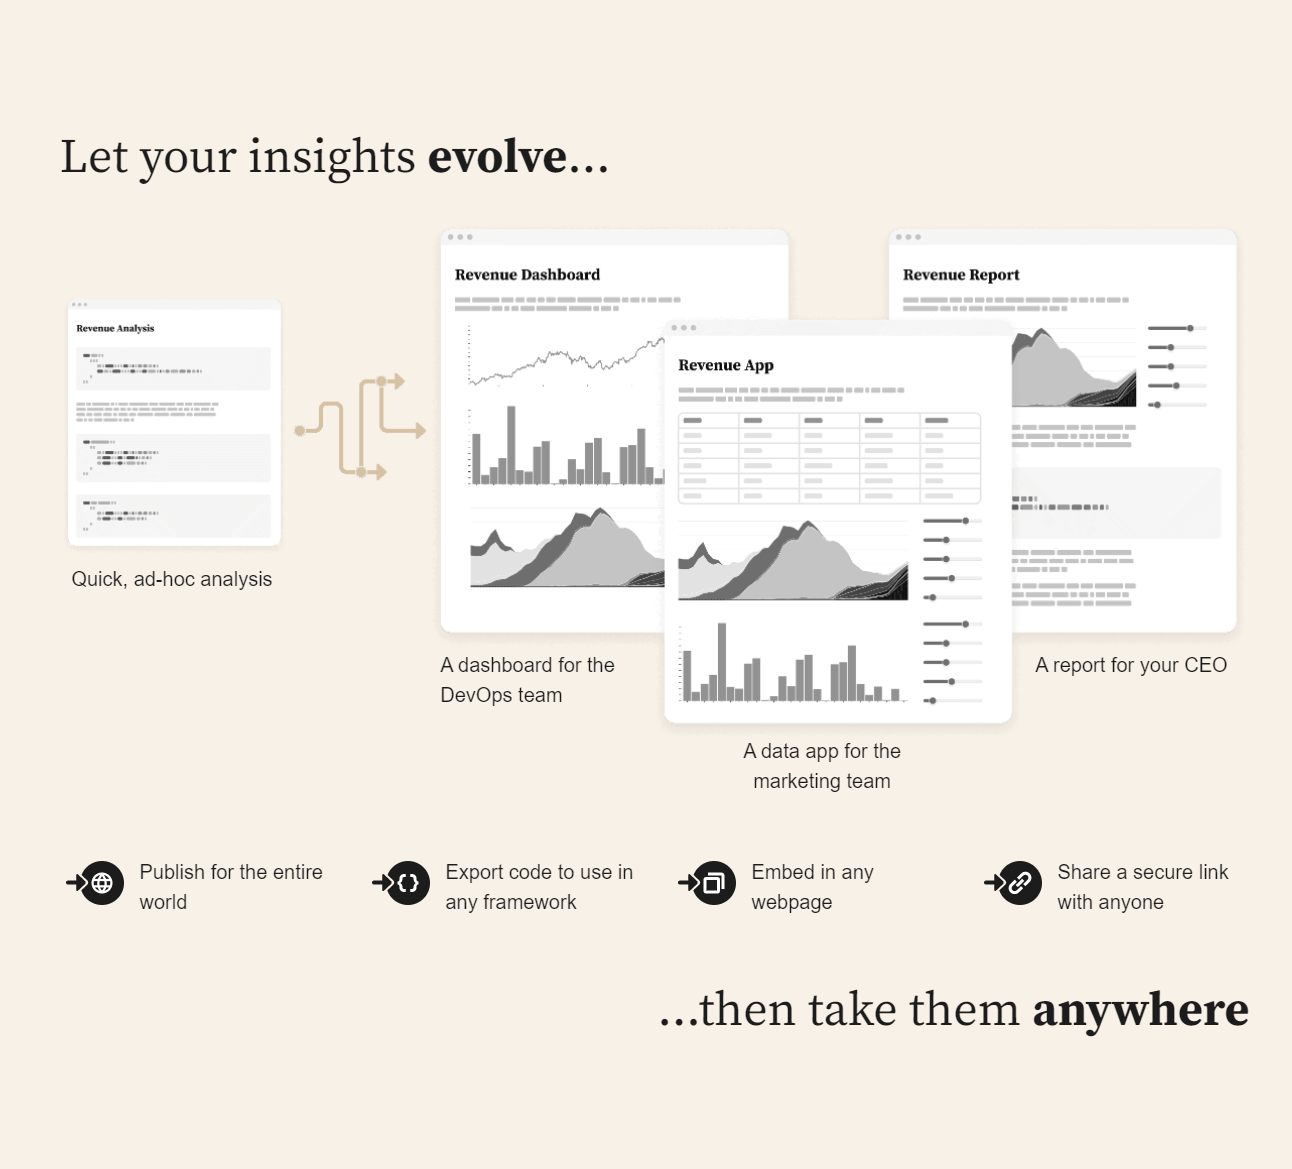 Let your insights evolve...
Revenue Analysis
Quick, ad-hoc analysis
Revenue Dashboard
A dashboard for the
DevOps team
Revenue App
A data app for the
marketing team
Revenue Report
A report for your CEO
Publish for the entire
world
Export code to use in
any framework
Embed in any
webpage
Share a secure link
with anyone
...then take them anywhere